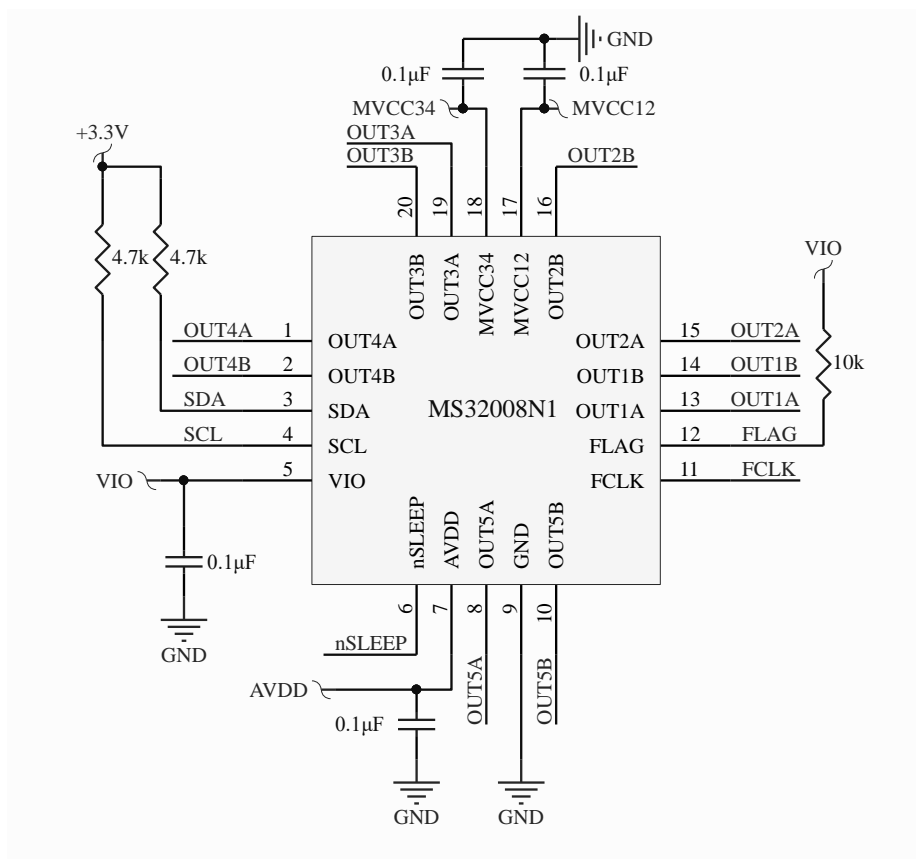 GND
0.1μF
0.1μF
MVCC34
MVCC12
OUT3A
OUT3B
OUT2B
+3.3V
20
19
18
17
16
4.7k
4.7k
VIO
10k
OUT3B
OUT3A
MVCC34
MVCC12
OUT2B
OUT4A 1 OUT4A
OUT2A 15 OUT2A
OUT4B 2 OUT4B
OUT1B 14 OUT1B
SDA 3 SDA
MS32008N1
OUT1A 13 OUT1A
SCL 4 SCL
FLAG 12 FLAG
VIO 5 VIO
FCLK 11 FCLK
nSLEEP
AVDD
OUT5A
GND
OUT5B
0.1μF
GND
6
7
8
9
10
nSLEEP
AVDD
0.1μF
OUT5A
OUT5B
GND
GND